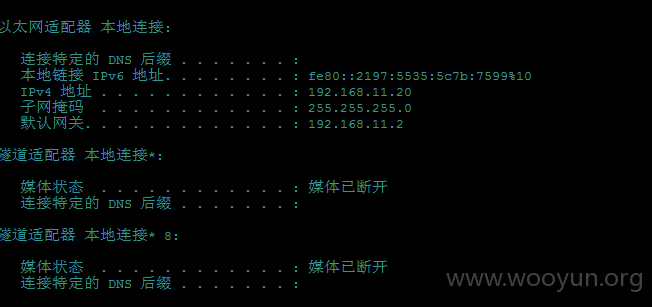 以太网适配器 本地连接:
连接特定的 DNS 后缀 . . . . . . . :
本地链接 IPv6 地址. . . . . . . . : fe80::2197:5535:5c7b:7599%10
IPv4 地址 . . . . . . . . . . . . : 192.168.11.20
子网掩码  . . . . . . . . . . . . : 255.255.255.0
默认网关. . . . . . . . . . . . . : 192.168.11.2
隧道适配器 本地连接*:
媒体状态  . . . . . . . . . . . . : 媒体已断开
连接特定的 DNS 后缀 . . . . . . . :
隧道适配器 本地连接* 8:
媒体状态  . . . . . . . . . . . . : 媒体已断开
连接特定的 DNS 后缀 . . . . . . . :
www.wooyun.org